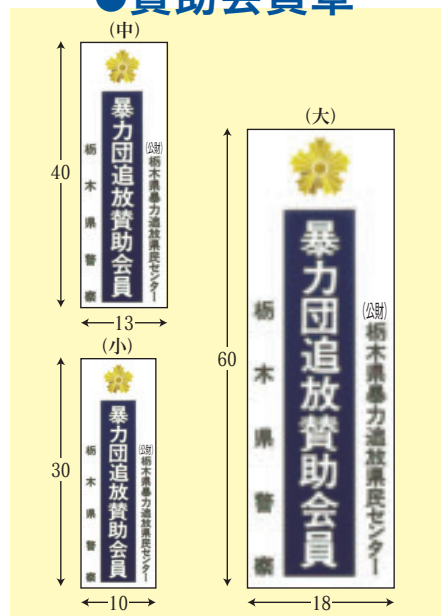 ●賛助会員章
(中)
(公財)栃木県暴力追放県民センター
暴力団追放賛助会員
栃木県警察
40
13
(小)
(公財)栃木県暴力追放県民センター
暴力団追放賛助会員
栃木県警察
30
10
(大)
(公財)栃木県暴力追放県民センター
暴力団追放賛助会員
栃木県警察
60
18